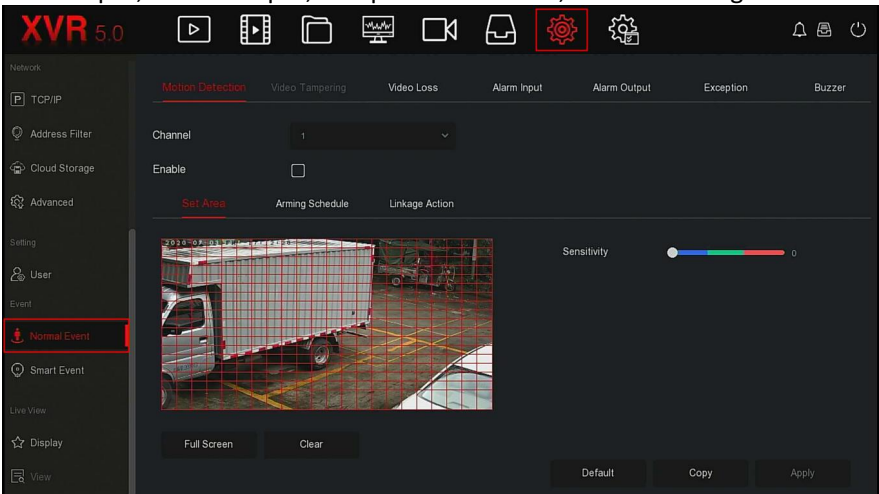 XVR 5.0
Network
TCP/IP
Address Filter
Cloud Storage
Advanced
Setting
User
Event
Normal Event
Smart Event
Live View
Display
View
Motion Detection Video Tampering Video Loss Alarm Input Alarm Output Exception Buzzer
Channel 1
Enable
Set Area Arming Schedule Linkage Action
Sensitivity 0
Full Screen Clear
Default Copy Apply